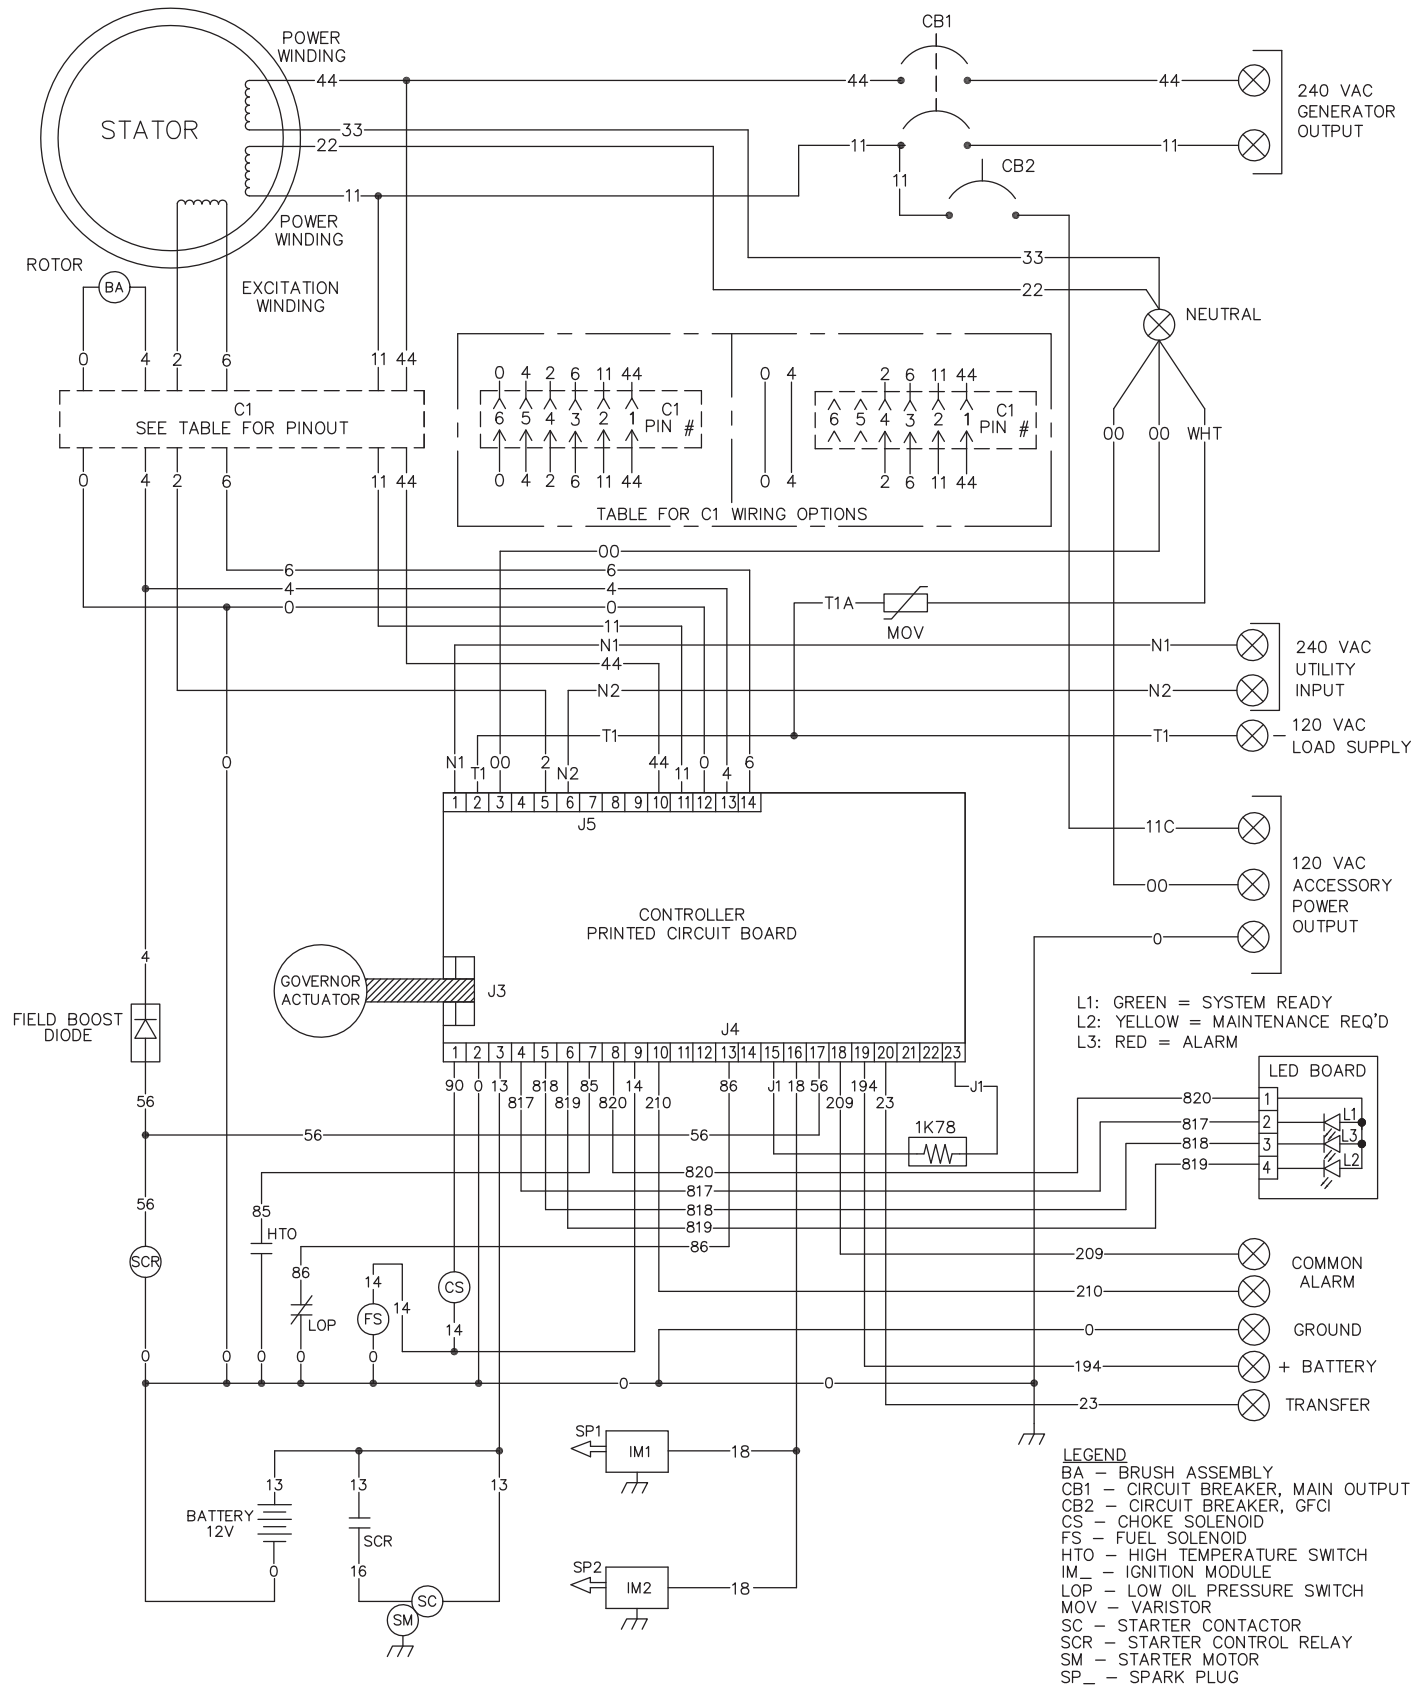 CB1
POWER
WINDING
44 44 44
240 VAC
GENERATOR
OUTPUT
STATOR
33
22
11 11
CB2
11
11
POWER
WINDING
ROTOR
BA
EXCITATION
WINDING
33
22
NEUTRAL
0 4 2 6 11 44
C1
SEE TABLE FOR PINOUT
0 4 2 6 11 44
0 4 2 6 11 44
6 5 4 3 2 1
C1
PIN #
0 4 2 6 11 44
0 4
2 6 11 44
6 5 4 3 2 1
C1
PIN #
0 4
2 6 11 44
TABLE FOR C1 WIRING OPTIONS
00 00 WHT
00
6 6
4
0 0
T1A
MOV
11
N1 N1
44
N2 N2
240 VAC
UTILITY
INPUT
T1 T1
120 VAC
LOAD SUPPLY
0
N1 T1 00 2 N2 44 11 0 4 6
1 2 3 4 5 6 7 8 9 10 11 12 13 14
J5
11C
00
0
120 VAC
ACCESSORY
POWER
OUTPUT
CONTROLLER
PRINTED CIRCUIT BOARD
4
GOVERNOR
ACTUATOR
J3
FIELD BOOST
DIODE
J4
L1: GREEN = SYSTEM READY
L2: YELLOW = MAINTENANCE REQ'D
L3: RED = ALARM
1 2 3 4 5 6 7 8 9 10 11 12 13 14 15 16 17 18 19 20 21 22 23
90 0 13 818 85 14 86 J1 18 56 194 J1
817 819 820 210 209 23
LED BOARD
820 1
817 2 L1
818 3 L3
819 4 L2
56
56 56
1K78
820
817
818
819
86
56
SCR
85
HTO
86
LOP
14
FS
14
CS
14
209
210
COMMON
ALARM
0 GROUND
194 + BATTERY
23 TRANSFER
0 0 0 0 0
0 0
13 13 13
BATTERY
12V
0
SCR
16
SC
SM
SP1
IM1
18
SP2
IM2
18
LEGEND
BA – BRUSH ASSEMBLY
CB1 – CIRCUIT BREAKER, MAIN OUTPUT
CB2 – CIRCUIT BREAKER, GFCI
CS – CHOKE SOLENOID
FS – FUEL SOLENOID
HTO – HIGH TEMPERATURE SWITCH
IM_ – IGNITION MODULE
LOP – LOW OIL PRESSURE SWITCH
MOV – VARISTOR
SC – STARTER CONTACTOR
SCR – STARTER CONTROL RELAY
SM – STARTER MOTOR
SP_ – SPARK PLUG